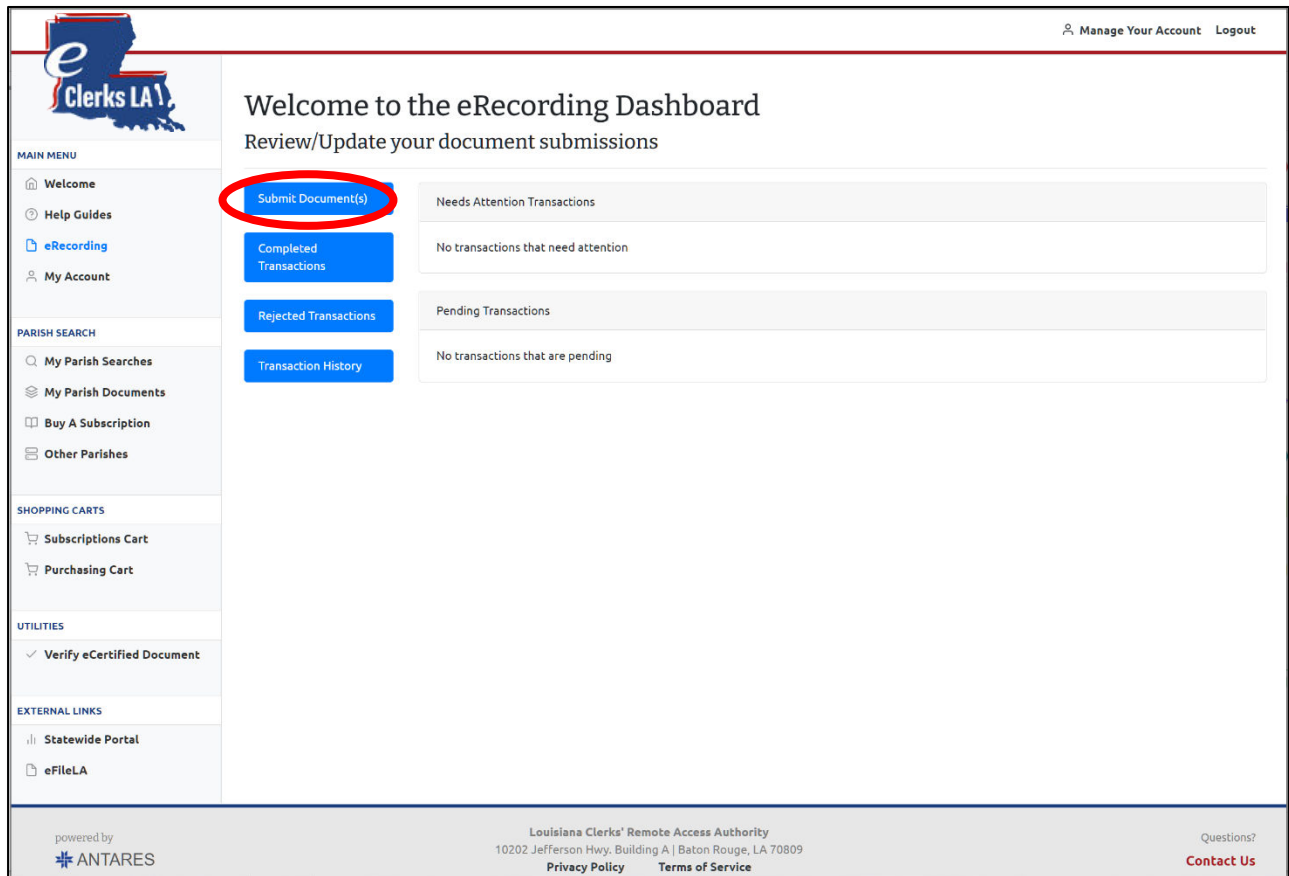 Manage Your Account Logout
e
Clerks LA
Welcome to the eRecording Dashboard
Review/Update your document submissions
MAIN MENU
Welcome
Help Guides
eRecording
My Account
PARISH SEARCH
My Parish Searches
My Parish Documents
Buy A Subscription
Other Parishes
SHOPPING CARTS
Subscriptions Cart
Purchasing Cart
UTILITIES
Verify eCertified Document
EXTERNAL LINKS
Statewide Portal
eFileLA
Submit Document(s)
Completed
Transactions
Rejected Transactions
Transaction History
Needs Attention Transactions
No transactions that need attention
Pending Transactions
No transactions that are pending
powered by
ANTARES
Louisiana Clerks' Remote Access Authority
10202 Jefferson Hwy. Building A | Baton Rouge, LA 70809
Privacy Policy Terms of Service
Questions?
Contact Us